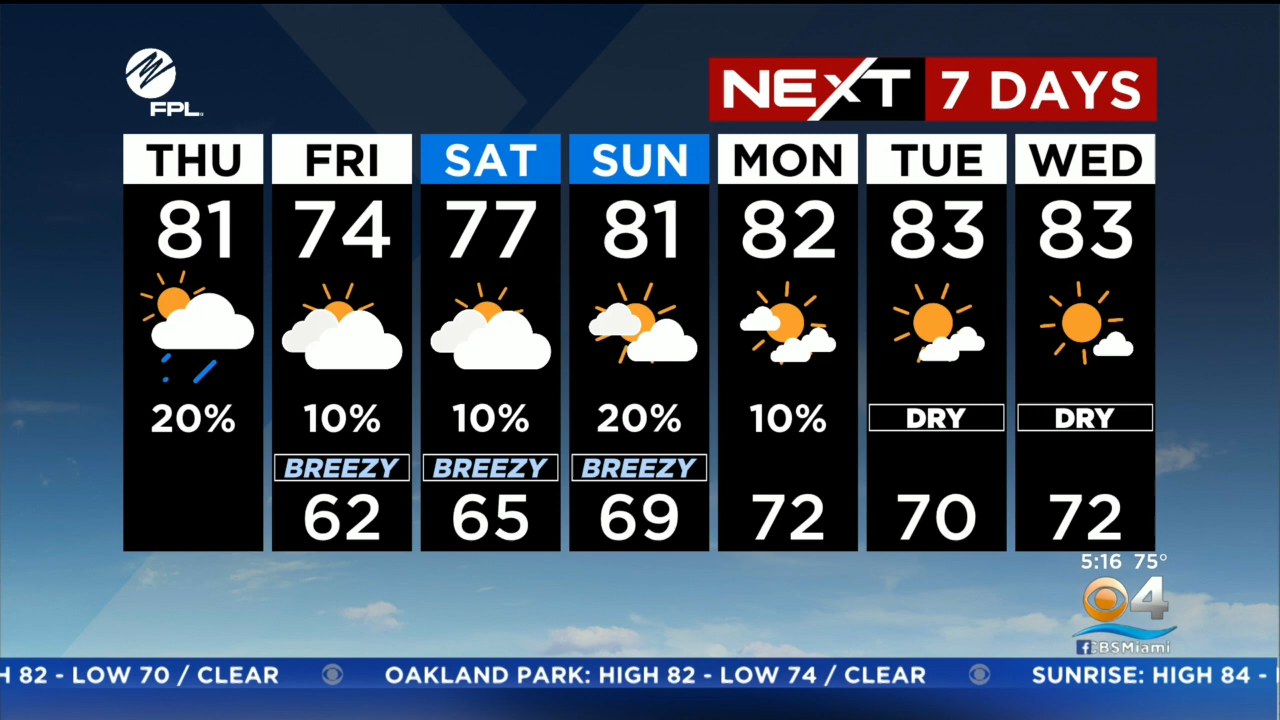 FPL
NEXT 7 DAYS
THU FRI SAT SUN MON TUE WED
81 74 77 81 82 83 83
20% 10% 10% 20% 10% DRY DRY
BREEZY BREEZY BREEZY
62 65 69 72 70 72
5:16 75°
4
CBSMiami
H 82 - LOW 70 / CLEAR OAKLAND PARK: HIGH 82 - LOW 74 / CLEAR SUNRISE: HIGH 84 -